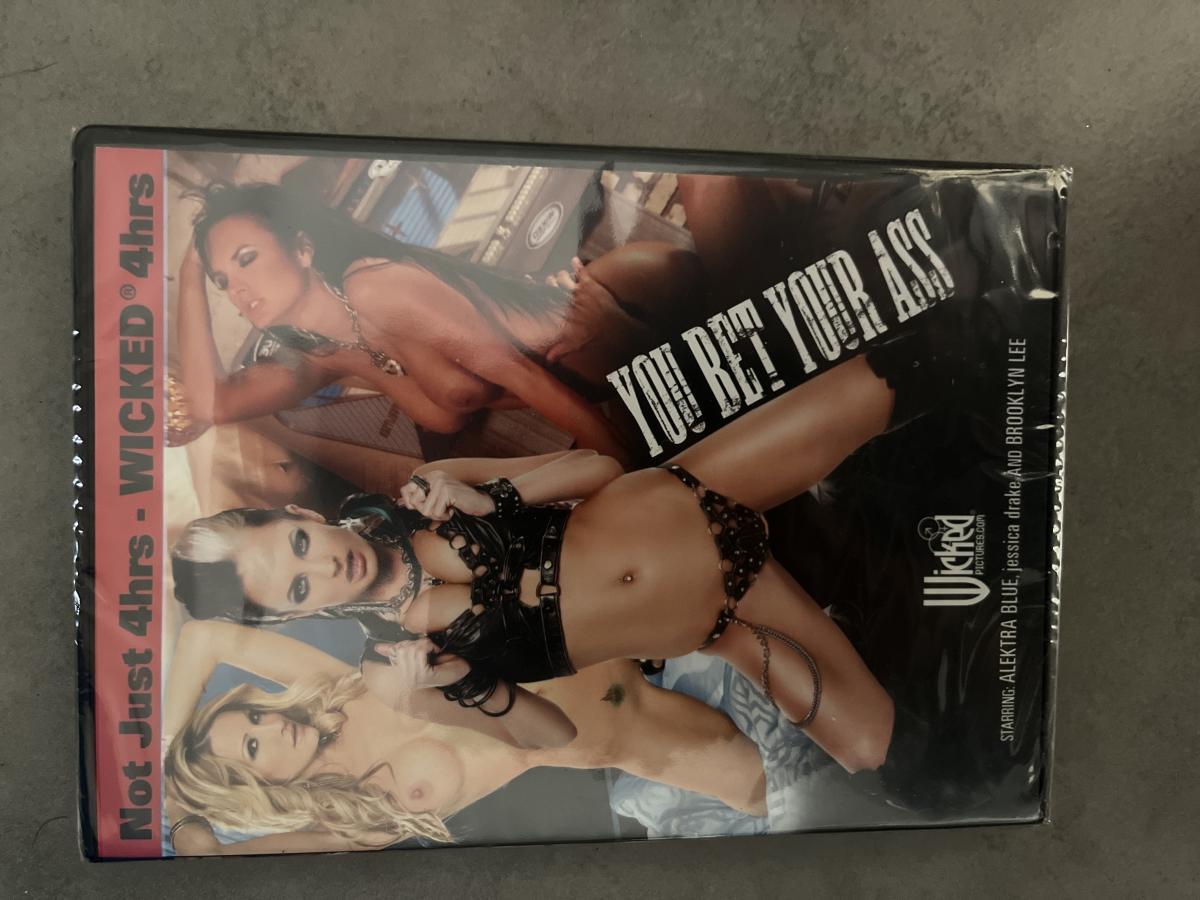 Not Just 4hrs - WICKED® 4hrs
YOU BET YOUR ASS
Wicked
PICTURES.COM
STARRING: ALEKTRA BLUE, jessica drake AND BROOKLYN LEE